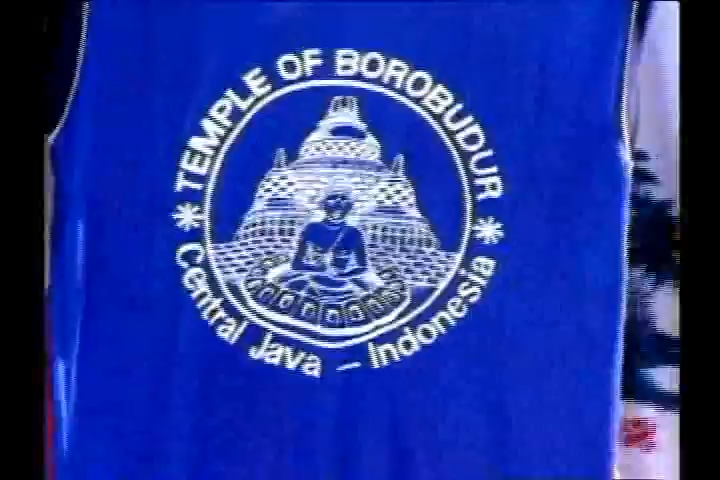 * TEMPLE OF BOROBUDUR *
Central Java – Indonesia